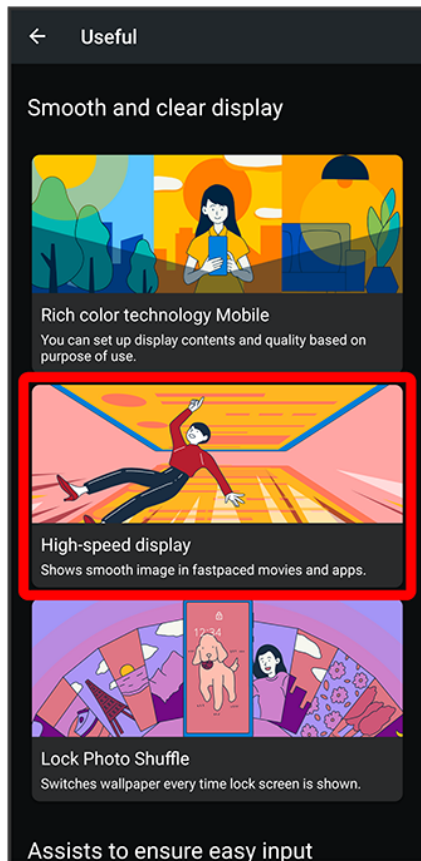 Useful
Smooth and clear display
Rich color technology Mobile
You can set up display contents and quality based on
purpose of use.
High-speed display
Shows smooth image in fastpaced movies and apps.
12:34
Lock Photo Shuffle
Switches wallpaper every time lock screen is shown.
Assists to ensure easy input